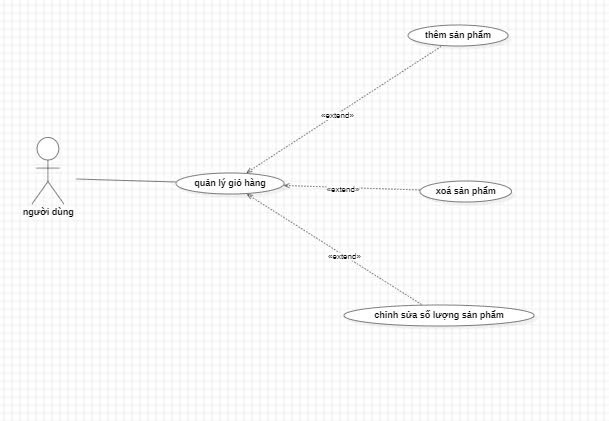 thêm sản phẩm
«extend»
quản lý giỏ hàng
«extend»
xoá sản phẩm
người dùng
«extend»
chỉnh sửa số lượng sản phẩm